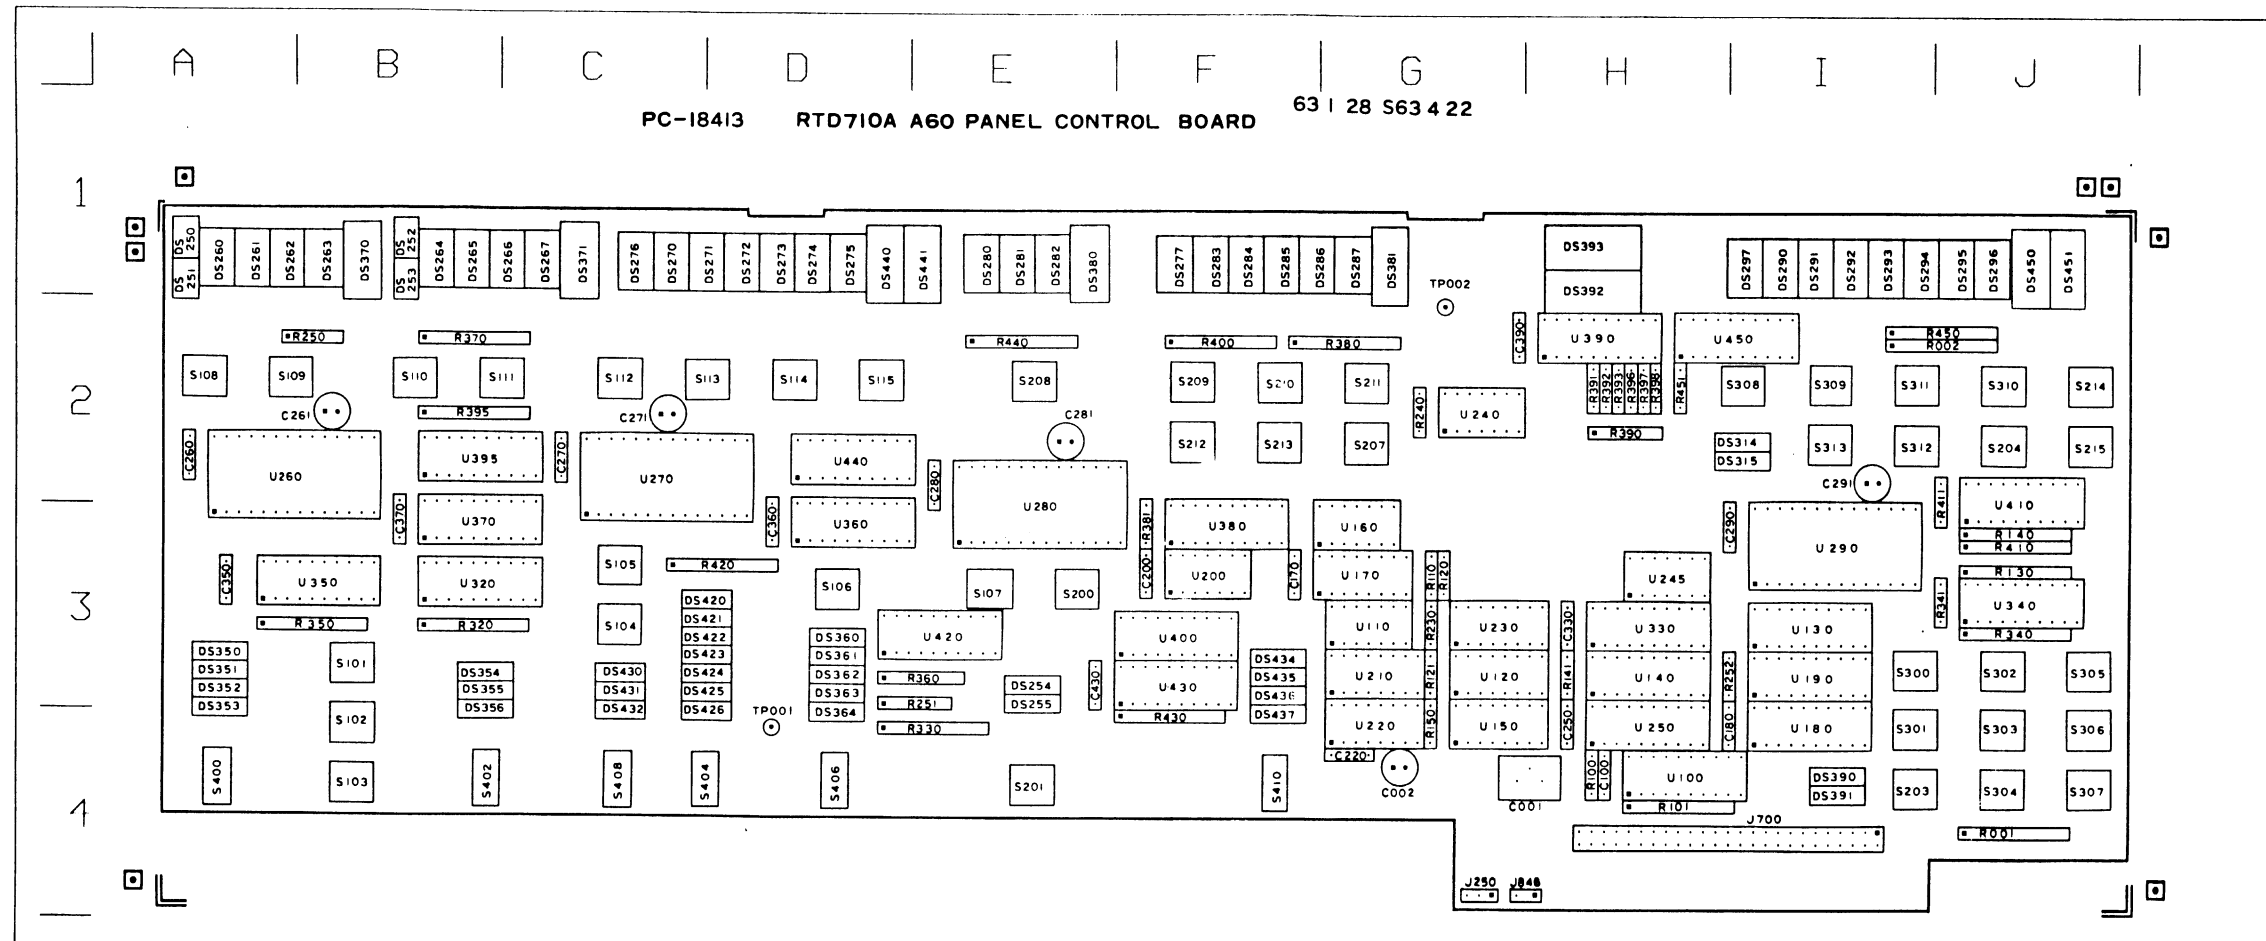 A B C D E F G H I J
PC-18413 RTD710A A60 PANEL CONTROL BOARD 63 1 28 S63 4 22
1
DS 250 DS 251 DS260 DS261 DS262 DS263 DS370 DS 252 DS 253 DS264 DS265 DS266 DS267 DS371 DS276 DS270 DS271 DS272 DS273 DS274 DS275 DS440 DS441 DS280 DS281 DS282 DS380 DS277 DS283 DS284 DS285 DS286 DS287 DS381 DS393 DS297 DS290 DS291 DS292 DS293 DS294 DS295 DS296 DS450 DS451
TP002 DS392
R250 R370 R440 R400 R380 C390 U390 U450 R450
R002
S108 S109 S110 S111 S112 S113 S114 S115 S208 S209 S210 S211 R391 R392 R393 R396 R397 R398 R451 S308 S309 S311 S310 S214
2
C261 R395 C271 C281 R240 U240
R390
C260 U260 U395 C270 U270 U440 C280 S212 S213 S207 DS314 S313 S312 S204 S215
DS315
C291
C370 U370 C360 U360 U280 R381 U380 U160 C290 U290 R411 U410
R140
R410
C350 U350 U320 S105 R420 S106 S107 S200 C200 U200 C170 U170 R110 R120 U245 R130
3
R350 R320 S104 DS420 U420 U400 U110 R230 U230 C330 U330 U130 R341 U340
DS421
DS422 DS360 R340
DS350 S101 DS423 DS361 DS434
DS351 DS354 DS430 DS424 DS362 R360 DS254 C430 U430 DS435 U210 R121 U120 R141 U140 R252 U190 S300 S302 S305
DS352 DS355 DS431 DS425 DS363 DS255 DS436
DS353 DS356 DS432 DS426 DS364 R251 R430 DS437
S102 TP001 R330 U220 R150 U150 C250 U250 C180 U180 S301 S303 S306
C220
S400 S103 S402 S408 S404 S406 S201 S410 C002 C001 R100 C100 U100 DS390 S203 S304 S307
DS391
4
R101
J700 R001
J250 J846